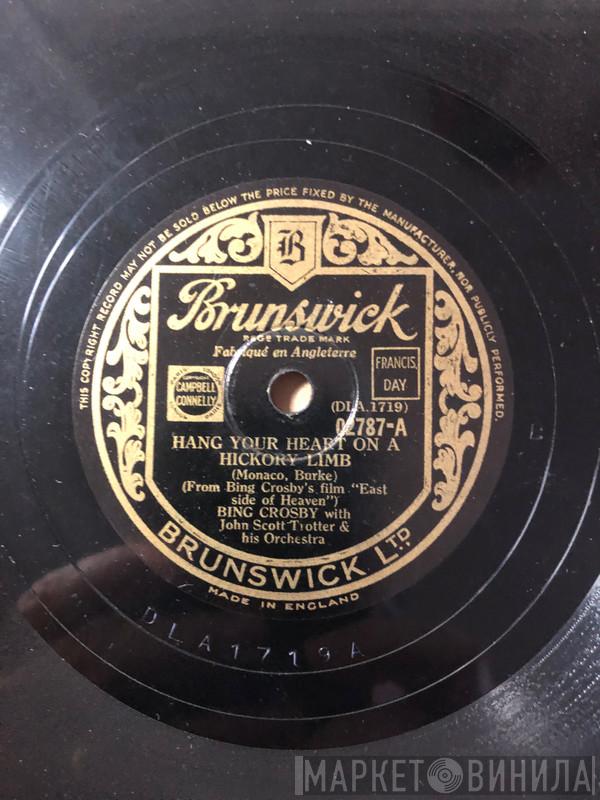 THIS COPYRIGHT RECORD MAY NOT BE SOLD BELOW THE PRICE FIXED BY THE MANUFACTURER, NOR PUBLICLY PERFORMED.
B
Brunswick
REGE TRADE MARK
Fabriqué en Angleterre
CAMPBELL
CONNELLY
FRANCIS,
DAY
(DLA.1719)
02787-A
HANG YOUR HEART ON A
HICKORY LIMB
(Monaco, Burke)
(From Bing Crosby's film "East
side of Heaven")
BING CROSBY with
John Scott Trotter &
his Orchestra
BRUNSWICK LTD.
MADE IN ENGLAND
DLA1719A
МАРКЕТ ВИНИЛА